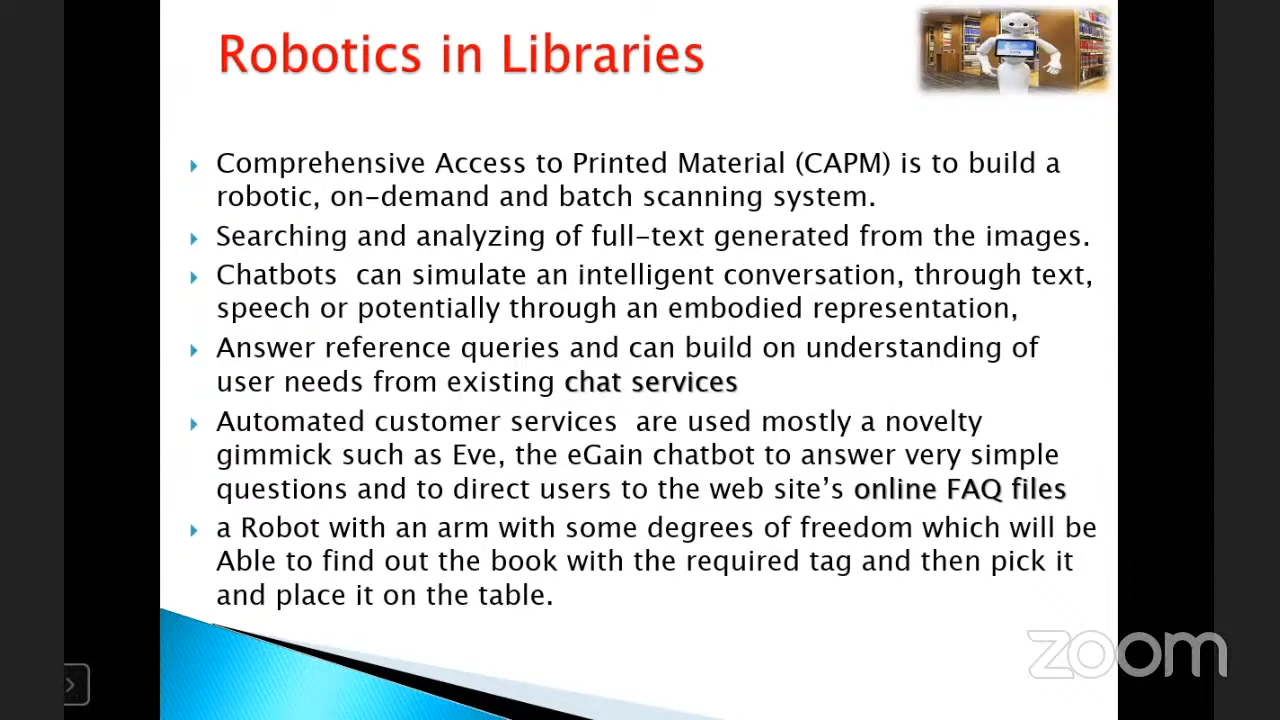 Robotics in Libraries
Comprehensive Access to Printed Material (CAPM) is to build a
robotic, on-demand and batch scanning system.
Searching and analyzing of full-text generated from the images.
Chatbots  can simulate an intelligent conversation, through text,
speech or potentially through an embodied representation,
Answer reference queries and can build on understanding of
user needs from existing chat services
Automated customer services  are used mostly a novelty
gimmick such as Eve, the eGain chatbot to answer very simple
questions and to direct users to the web site’s online FAQ files
a Robot with an arm with some degrees of freedom which will be
Able to find out the book with the required tag and then pick it
and place it on the table.
zoom